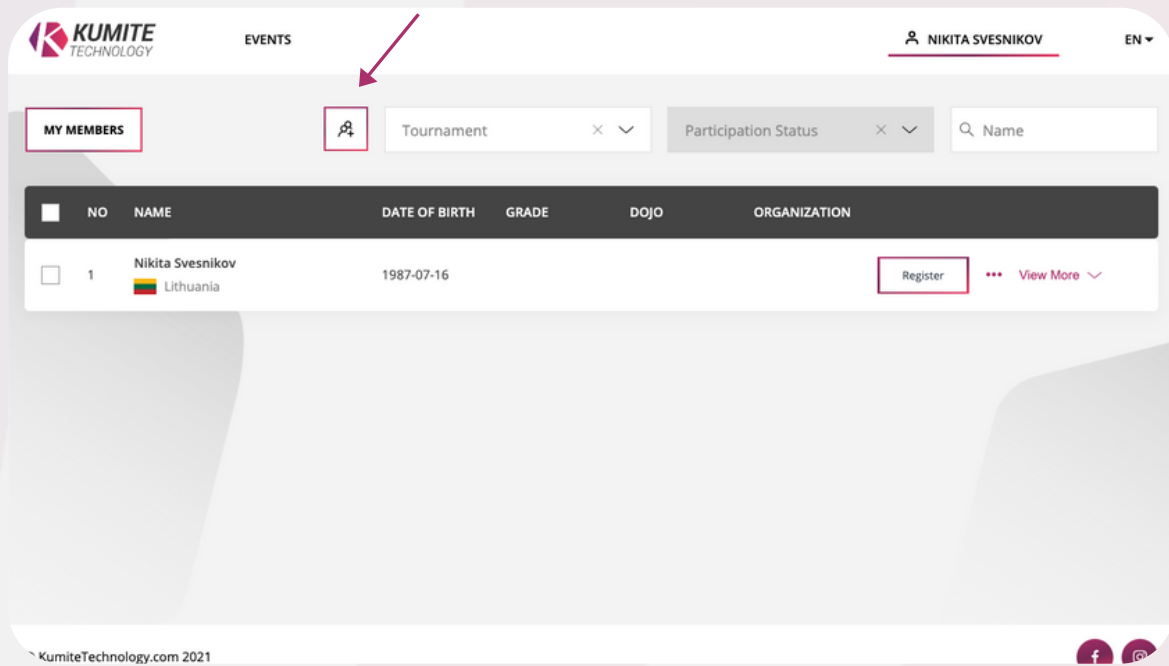 KUMITE
TECHNOLOGY
EVENTS
NIKITA SVESNIKOV
EN
MY MEMBERS
Tournament
Participation Status
Name
NO NAME DATE OF BIRTH GRADE DOJO ORGANIZATION
1 Nikita Svesnikov 1987-07-16 Register ••• View More
Lithuania
© KumiteTechnology.com 2021